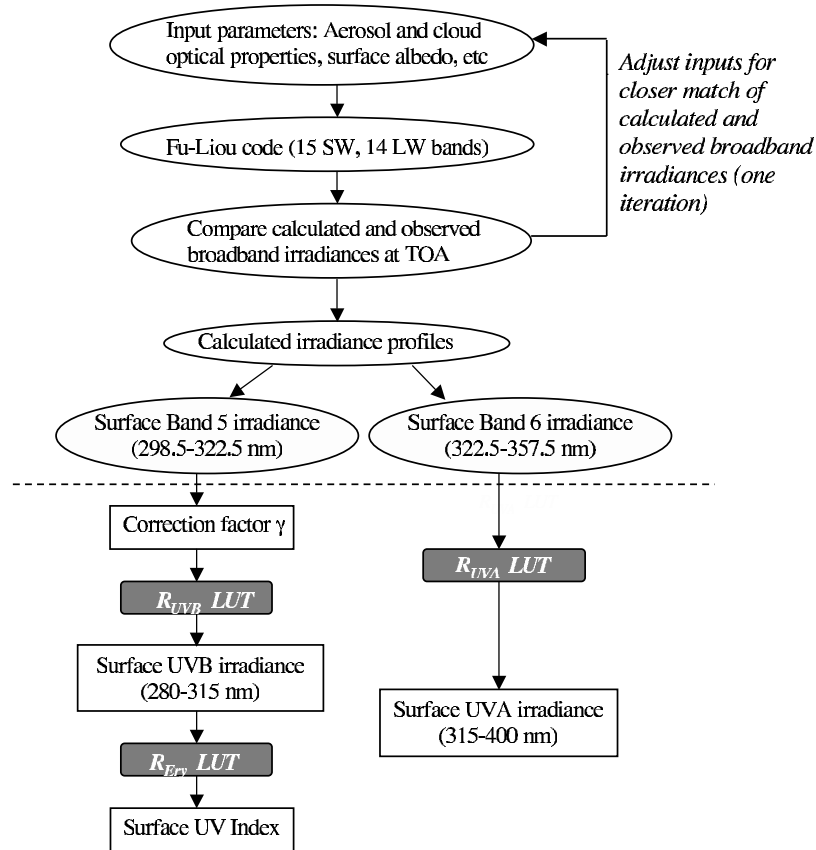 Input parameters: Aerosol and cloud
optical properties, surface albedo, etc
Adjust inputs for
closer match of
calculated and
observed broadband
irradiances (one
iteration)
Fu-Liou code (15 SW, 14 LW bands)
Compare calculated and observed
broadband irradiances at TOA
Calculated irradiance profiles
Surface Band 5 irradiance
(298.5-322.5 nm)
Surface Band 6 irradiance
(322.5-357.5 nm)
Correction factor γ
R_UVB LUT
Surface UVB irradiance
(280-315 nm)
R_Ery LUT
Surface UV Index
R_UVA LUT
Surface UVA irradiance
(315-400 nm)